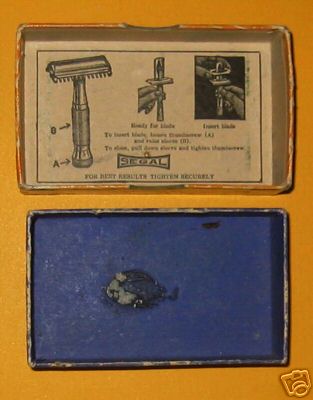 B
A
Ready for blade
Insert blade
To insert blade, loosen thumbscrew (A)
and raise sleeve (B).
To close, pull down sleeve and tighten thumbscrew
SEGAL
FOR BEST RESULTS TIGHTEN SECURELY